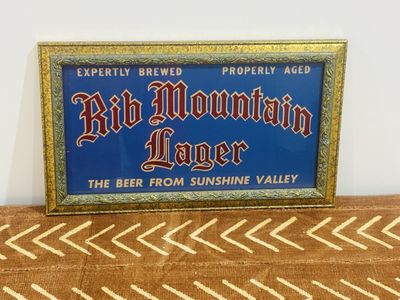 EXPERTLY BREWED PROPERLY AGED
Rib Mountain
Lager
THE BEER FROM SUNSHINE VALLEY